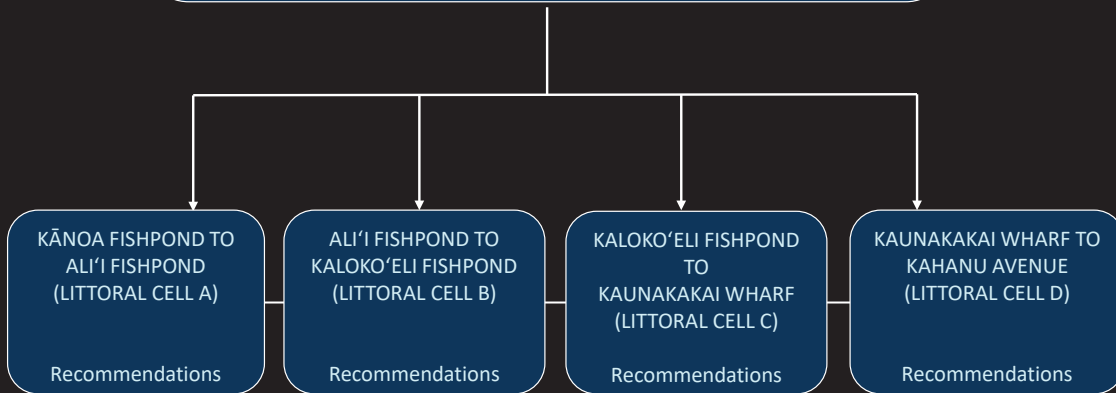 KĀNOA FISHPOND TO
ALI‘I FISHPOND
(LITTORAL CELL A)
Recommendations
ALI‘I FISHPOND TO
KALOKO‘ELI FISHPOND
(LITTORAL CELL B)
Recommendations
KALOKO‘ELI FISHPOND
TO
KAUNAKAKAI WHARF
(LITTORAL CELL C)
Recommendations
KAUNAKAKAI WHARF TO
KAHANU AVENUE
(LITTORAL CELL D)
Recommendations